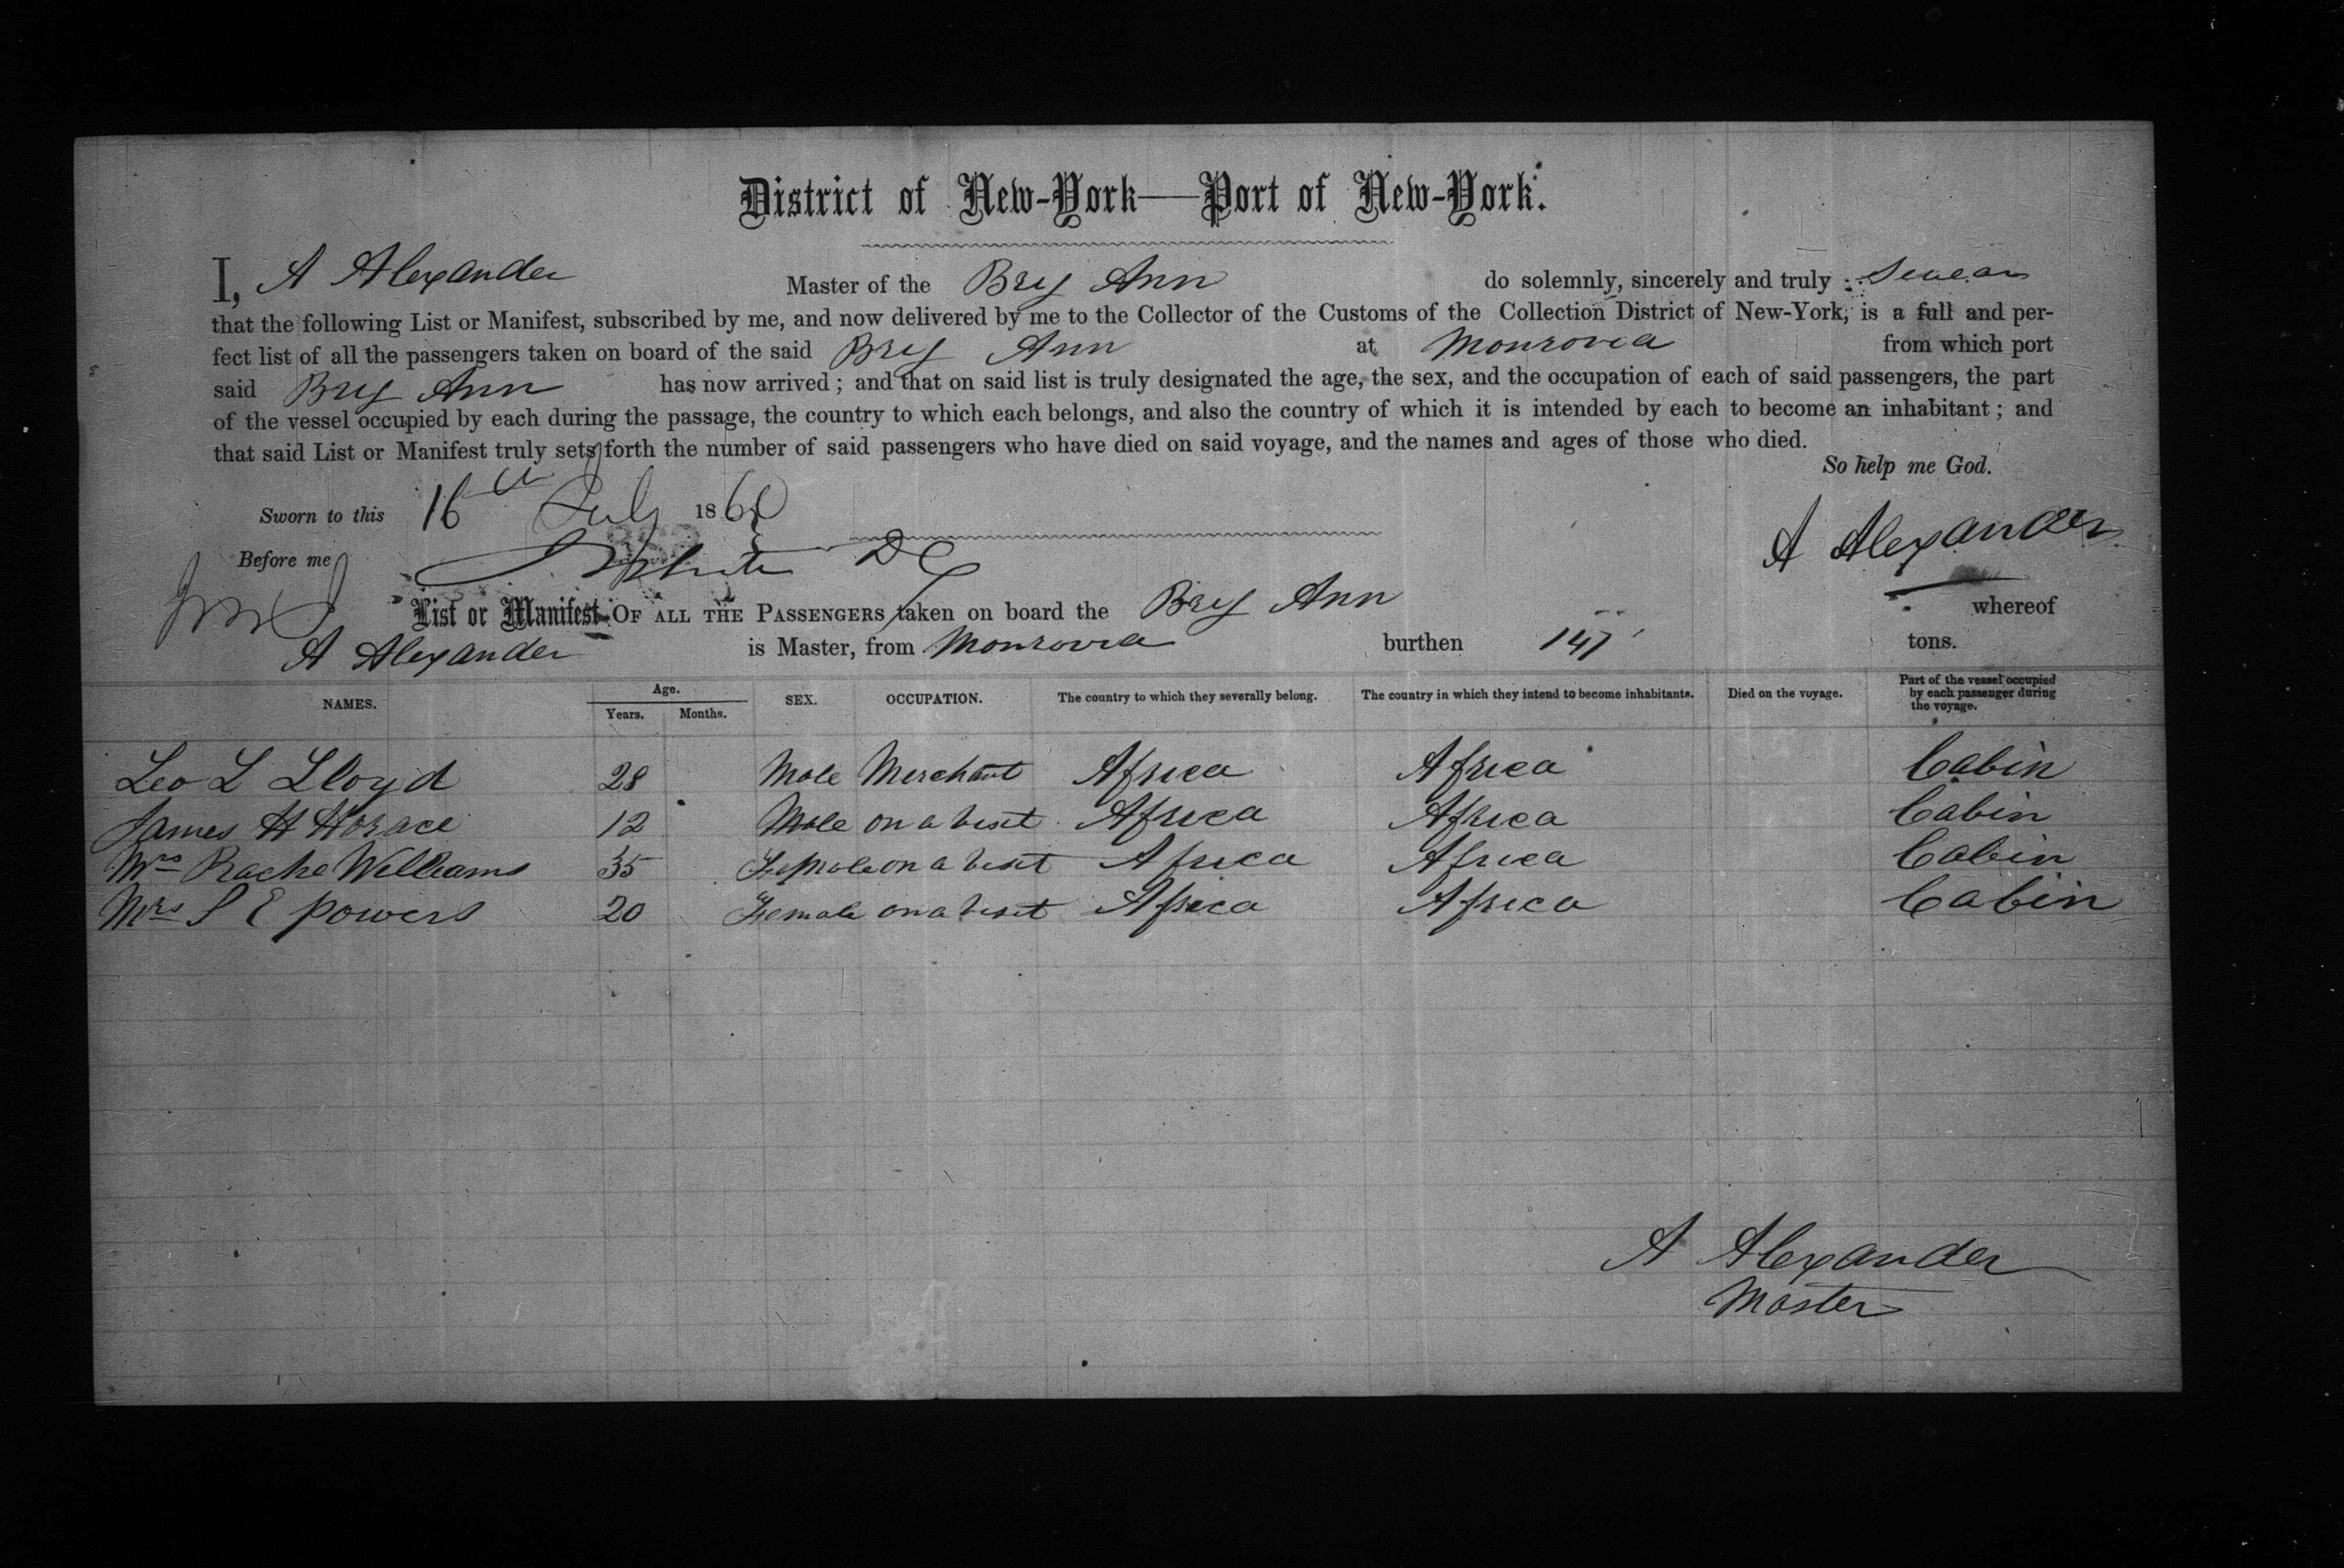 District of New-York—Port of New-York.
I, A Alexander Master of the Brig Ann do solemnly, sincerely and truly Swear
that the following List or Manifest, subscribed by me, and now delivered by me to the Collector of the Customs of the Collection District of New-York, is a full and per-
fect list of all the passengers taken on board of the said Brig Ann at Monrovia from which port
said Brig Ann has now arrived; and that on said list is truly designated the age, the sex, and the occupation of each of said passengers, the part
of the vessel occupied by each during the passage, the country to which each belongs, and also the country of which it is intended by each to become an inhabitant; and
that said List or Manifest truly sets forth the number of said passengers who have died on said voyage, and the names and ages of those who died.
So help me God.
Sworn to this 16th July 186
A Alexander
Before me D C
List or Manifest OF ALL THE PASSENGERS taken on board the Brig Ann whereof
A Alexander is Master, from Monrovia burthen 147 tons.
NAMES. Age. Years. Months. SEX. OCCUPATION. The country to which they severally belong. The country in which they intend to become inhabitants. Died on the voyage. Part of the vessel occupied by each passenger during the voyage.
Leo L Lloyd 28 Male Merchant Africa Africa Cabin
James H Horace 12 Male on a visit Africa Africa Cabin
Mrs Rache Williams 35 Female on a visit Africa Africa Cabin
Mrs S E Powers 20 Female on a visit Africa Africa Cabin
A Alexander
Master